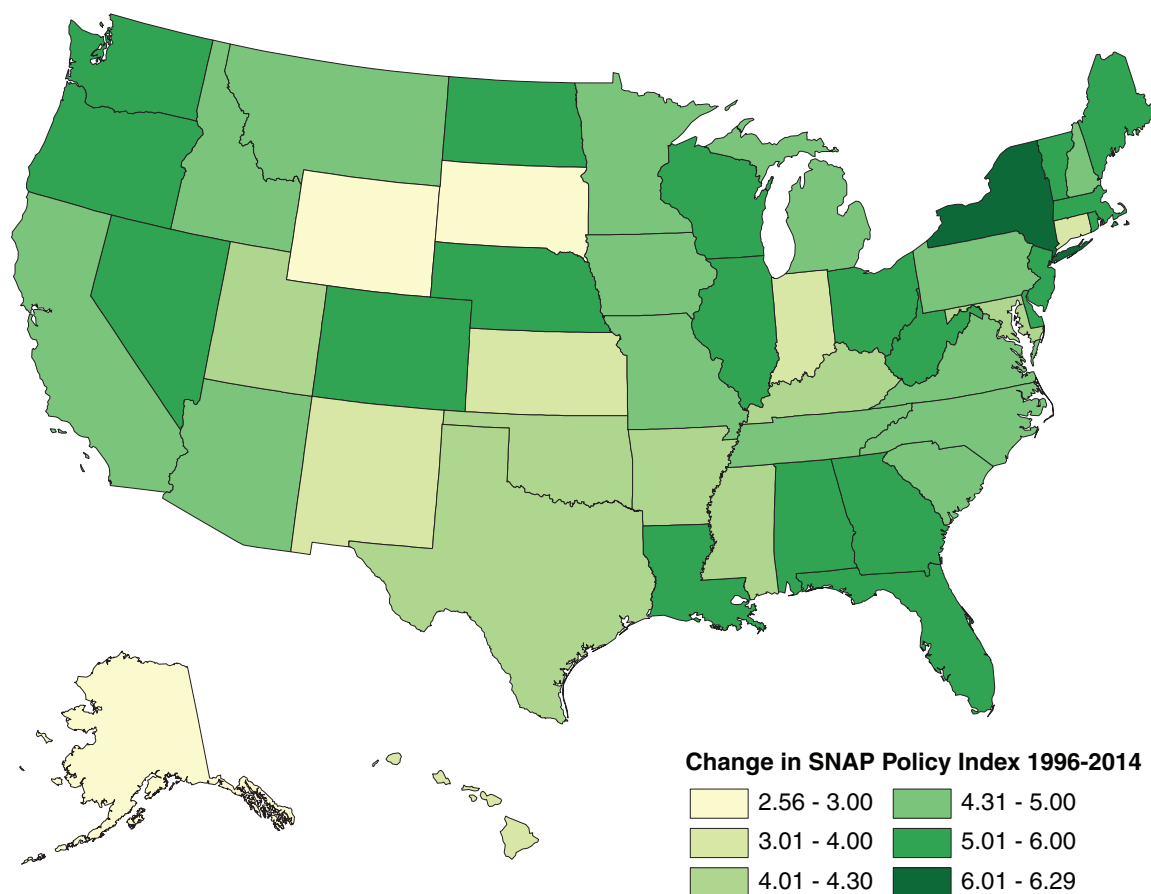 Change in SNAP Policy Index 1996-2014
2.56 - 3.00
4.31 - 5.00
3.01 - 4.00
5.01 - 6.00
4.01 - 4.30
6.01 - 6.29